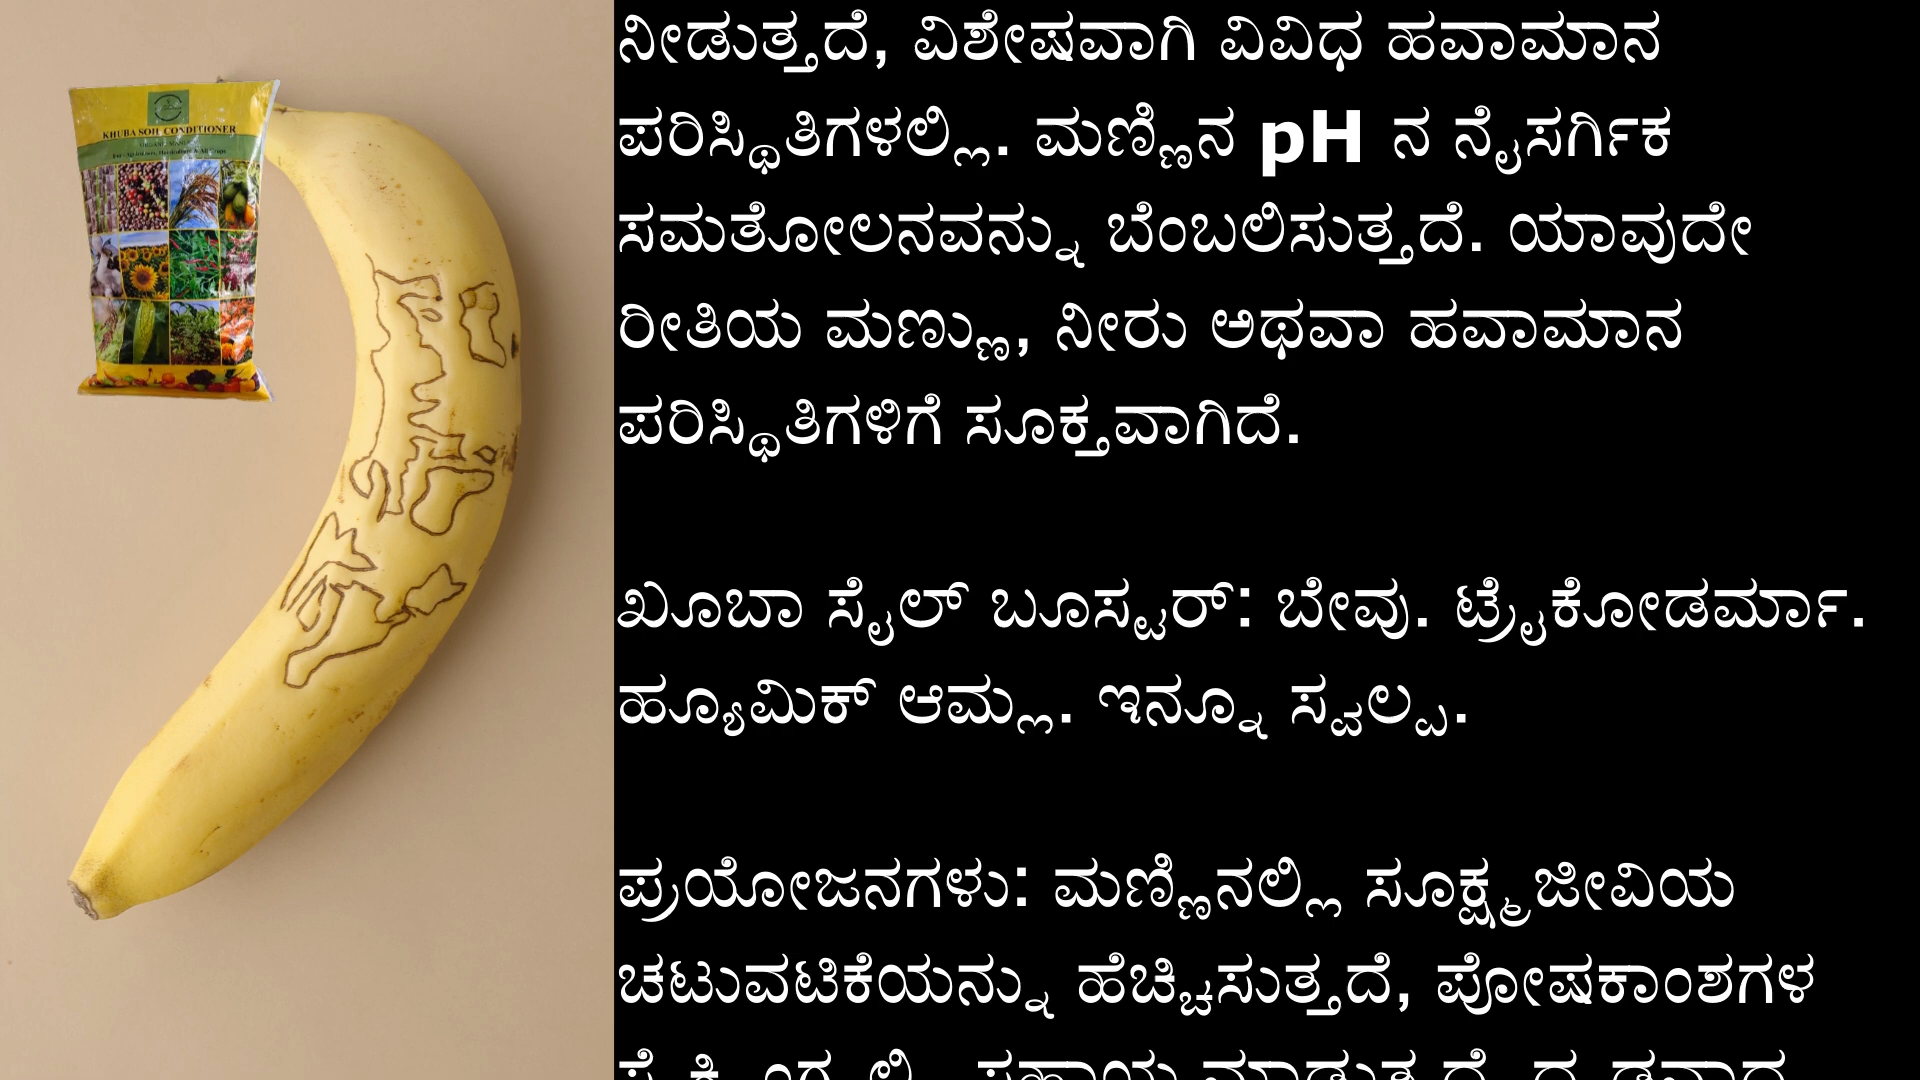 KHUBA SOIL CONDITIONER
ನೀಡುತ್ತದೆ, ವಿಶೇಷವಾಗಿ ವಿವಿಧ ಹವಾಮಾನ
ಪರಿಸ್ಥಿತಿಗಳಲ್ಲಿ. ಮಣ್ಣಿನ pH ನ ನೈಸರ್ಗಿಕ
ಸಮತೋಲನವನ್ನು ಬೆಂಬಲಿಸುತ್ತದೆ. ಯಾವುದೇ
ರೀತಿಯ ಮಣ್ಣು, ನೀರು ಅಥವಾ ಹವಾಮಾನ
ಪರಿಸ್ಥಿತಿಗಳಿಗೆ ಸೂಕ್ತವಾಗಿದೆ.
ಖೂಬಾ ಸೈಲ್ ಬೂಸ್ಟರ್: ಬೇವು. ಟ್ರೈಕೋಡರ್ಮಾ.
ಹ್ಯೂಮಿಕ್ ಆಮ್ಲ. ಇನ್ನೂ ಸ್ವಲ್ಪ.
ಪ್ರಯೋಜನಗಳು: ಮಣ್ಣಿನಲ್ಲಿ ಸೂಕ್ಷ್ಮಜೀವಿಯ
ಚಟುವಟಿಕೆಯನ್ನು ಹೆಚ್ಚಿಸುತ್ತದೆ, ಪೋಷಕಾಂಶಗಳ